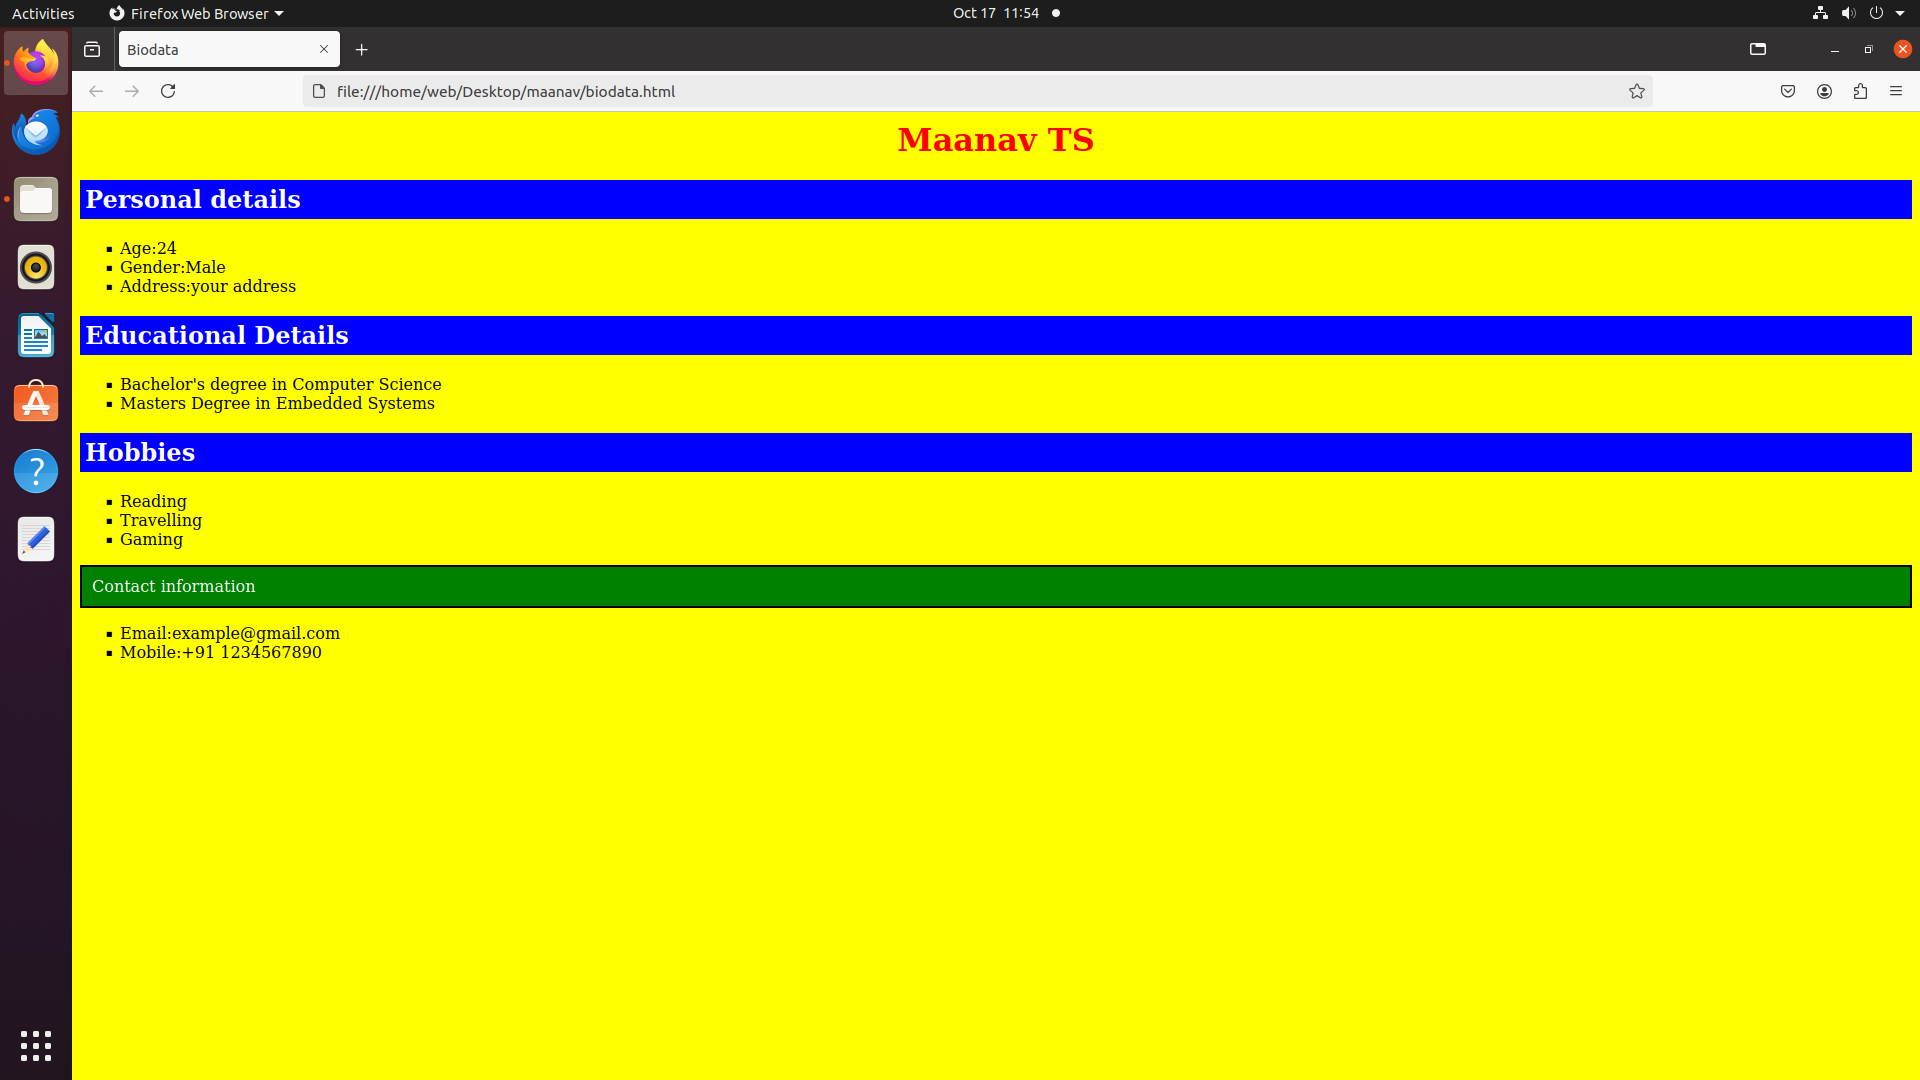 Activities
Firefox Web Browser
Oct 17 11:54
Biodata
file:///home/web/Desktop/maanav/biodata.html
Maanav TS
Personal details
Age:24
Gender:Male
Address:your address
Educational Details
Bachelor's degree in Computer Science
Masters Degree in Embedded Systems
Hobbies
Reading
Travelling
Gaming
Contact information
Email:example@gmail.com
Mobile:+91 1234567890